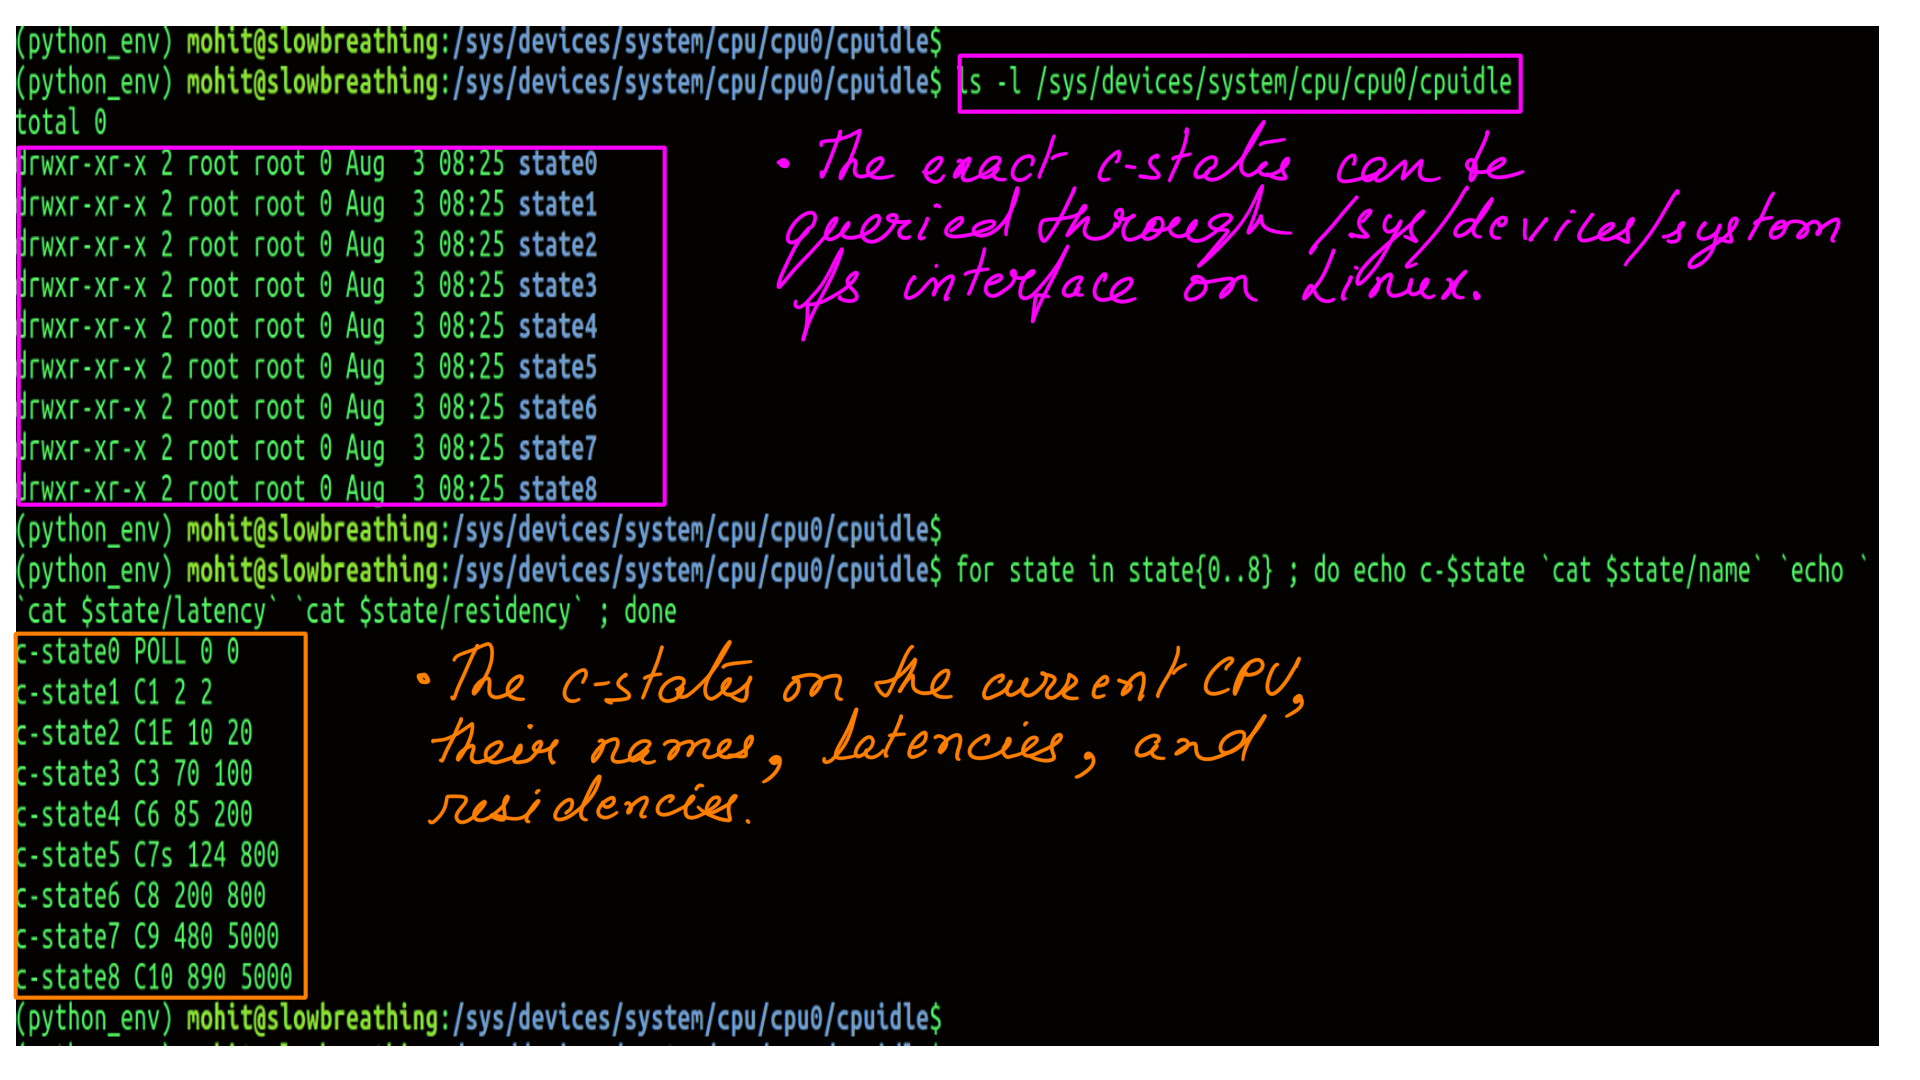 (python_env) mohit@slowbreathing:/sys/devices/system/cpu/cpu0/cpuidle$
(python_env) mohit@slowbreathing:/sys/devices/system/cpu/cpu0/cpuidle$ ls -l /sys/devices/system/cpu/cpu0/cpuidle
total 0
drwxr-xr-x 2 root root 0 Aug  3 08:25 state0
drwxr-xr-x 2 root root 0 Aug  3 08:25 state1
drwxr-xr-x 2 root root 0 Aug  3 08:25 state2
drwxr-xr-x 2 root root 0 Aug  3 08:25 state3
drwxr-xr-x 2 root root 0 Aug  3 08:25 state4
drwxr-xr-x 2 root root 0 Aug  3 08:25 state5
drwxr-xr-x 2 root root 0 Aug  3 08:25 state6
drwxr-xr-x 2 root root 0 Aug  3 08:25 state7
drwxr-xr-x 2 root root 0 Aug  3 08:25 state8
• The exact c-states can be
queried through /sys/devices/system
fs interface on Linux.
(python_env) mohit@slowbreathing:/sys/devices/system/cpu/cpu0/cpuidle$
(python_env) mohit@slowbreathing:/sys/devices/system/cpu/cpu0/cpuidle$ for state in state{0..8} ; do echo c-$state `cat $state/name` `echo `
`cat $state/latency` `cat $state/residency` ; done
c-state0 POLL 0 0
c-state1 C1 2 2
c-state2 C1E 10 20
c-state3 C3 70 100
c-state4 C6 85 200
c-state5 C7s 124 800
c-state6 C8 200 800
c-state7 C9 480 5000
c-state8 C10 890 5000
• The c-states on the current CPU,
their names, latencies, and
residencies.
(python_env) mohit@slowbreathing:/sys/devices/system/cpu/cpu0/cpuidle$